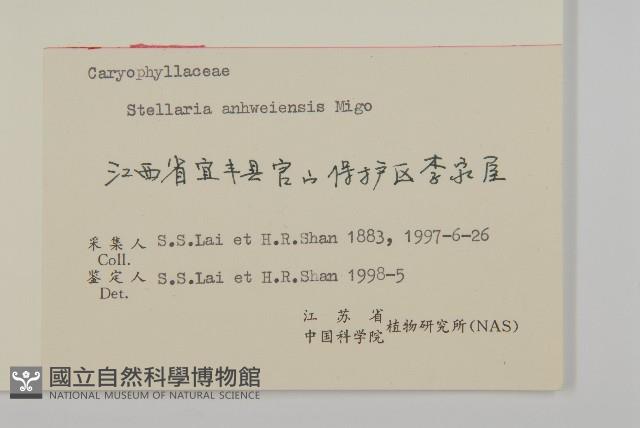 Caryophyllaceae
Stellaria anhweiensis Migo
江西省宜丰县官山保护区李家屋
采集人 S.S.Lai et H.R.Shan 1883, 1997-6-26
Coll.
鉴定人 S.S.Lai et H.R.Shan 1998-5
Det.
江苏省
中国科学院 植物研究所(NAS)
國立自然科學博物館
NATIONAL MUSEUM OF NATURAL SCIENCE